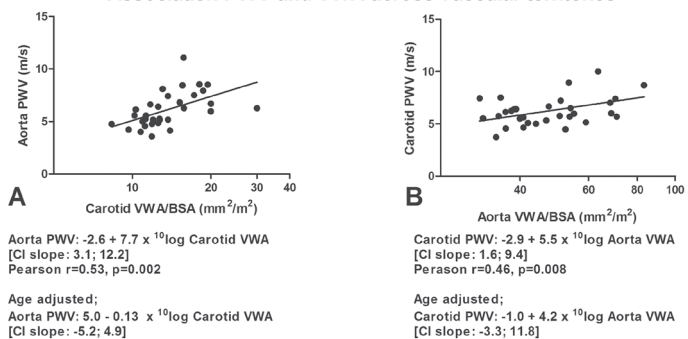 15
10
5
0
Aorta PWV (m/s)
10
20
30
40
A
Carotid VWA/BSA (mm²/m²)
Aorta PWV: -2.6 + 7.7 x ¹⁰log Carotid VWA
[CI slope: 3.1; 12.2]
Pearson r=0.53, p=0.002
Age adjusted;
Aorta PWV: 5.0 - 0.13 x ¹⁰log Carotid VWA
[CI slope: -5.2; 4.9]
15
10
5
0
Carotid PWV (m/s)
40
60
80
100
B
Aorta VWA/BSA (mm²/m²)
Carotid PWV: -2.9 + 5.5 x ¹⁰log Aorta VWA
[CI slope: 1.6; 9.4]
Perason r=0.46, p=0.008
Age adjusted;
Carotid PWV: -1.0 + 4.2 x ¹⁰log Aorta VWA
[CI slope: -3.3; 11.8]